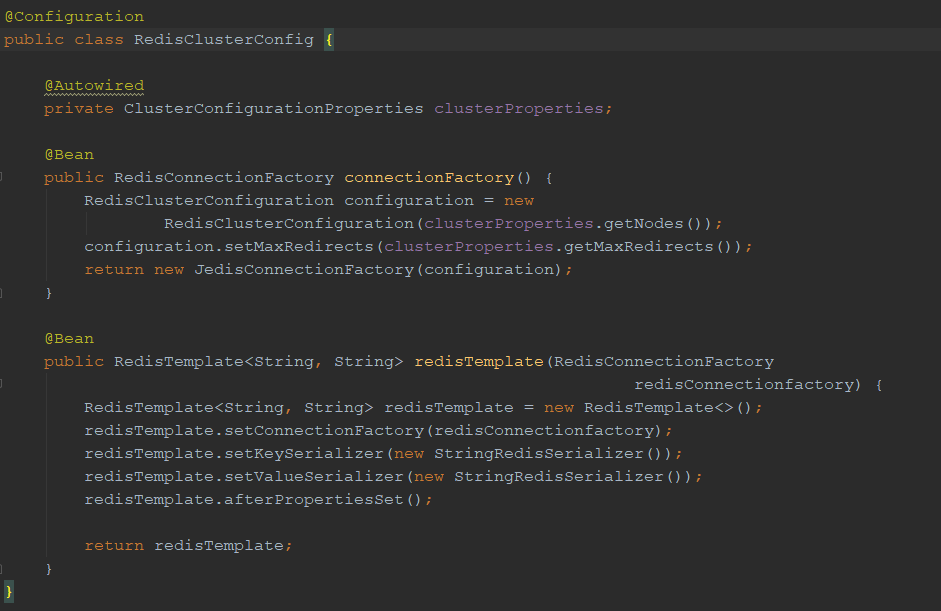 @Configuration
public class RedisClusterConfig {
@Autowired
private ClusterConfigurationProperties clusterProperties;
@Bean
public RedisConnectionFactory connectionFactory() {
RedisClusterConfiguration configuration = new
RedisClusterConfiguration(clusterProperties.getNodes());
configuration.setMaxRedirects(clusterProperties.getMaxRedirects());
return new JedisConnectionFactory(configuration);
}
@Bean
public RedisTemplate<String, String> redisTemplate(RedisConnectionFactory
redisConnectionfactory) {
RedisTemplate<String, String> redisTemplate = new RedisTemplate<>();
redisTemplate.setConnectionFactory(redisConnectionfactory);
redisTemplate.setKeySerializer(new StringRedisSerializer());
redisTemplate.setValueSerializer(new StringRedisSerializer());
redisTemplate.afterPropertiesSet();
return redisTemplate;
}
}